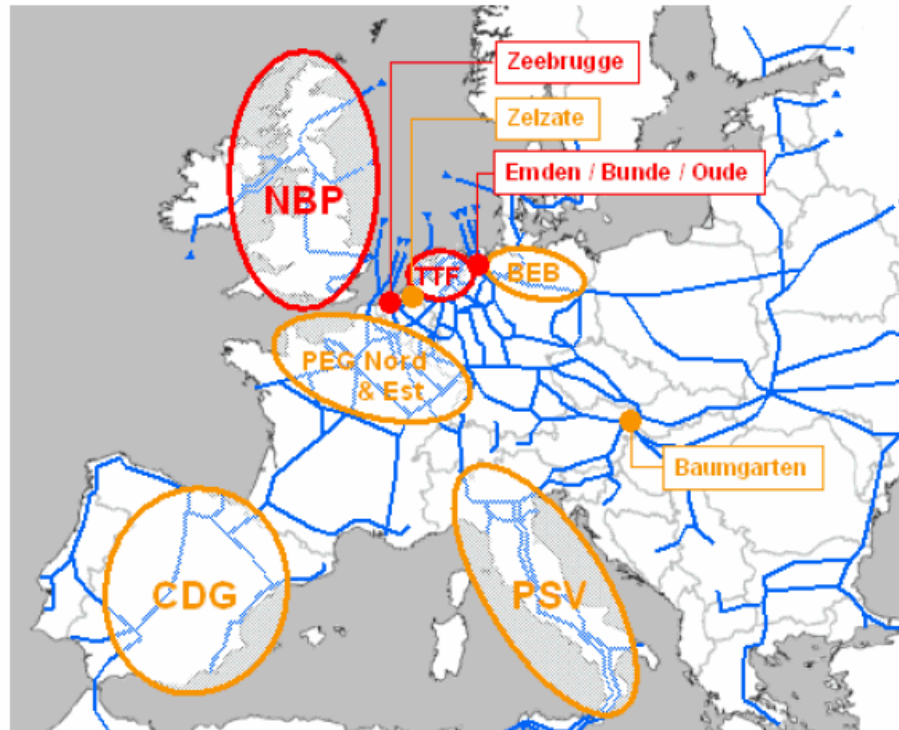 Zeebrugge
Zelzate
Emden / Bunde / Oude
NBP
TTF
BEB
PEG Nord
& Est
Baumgarten
CDG
PSV